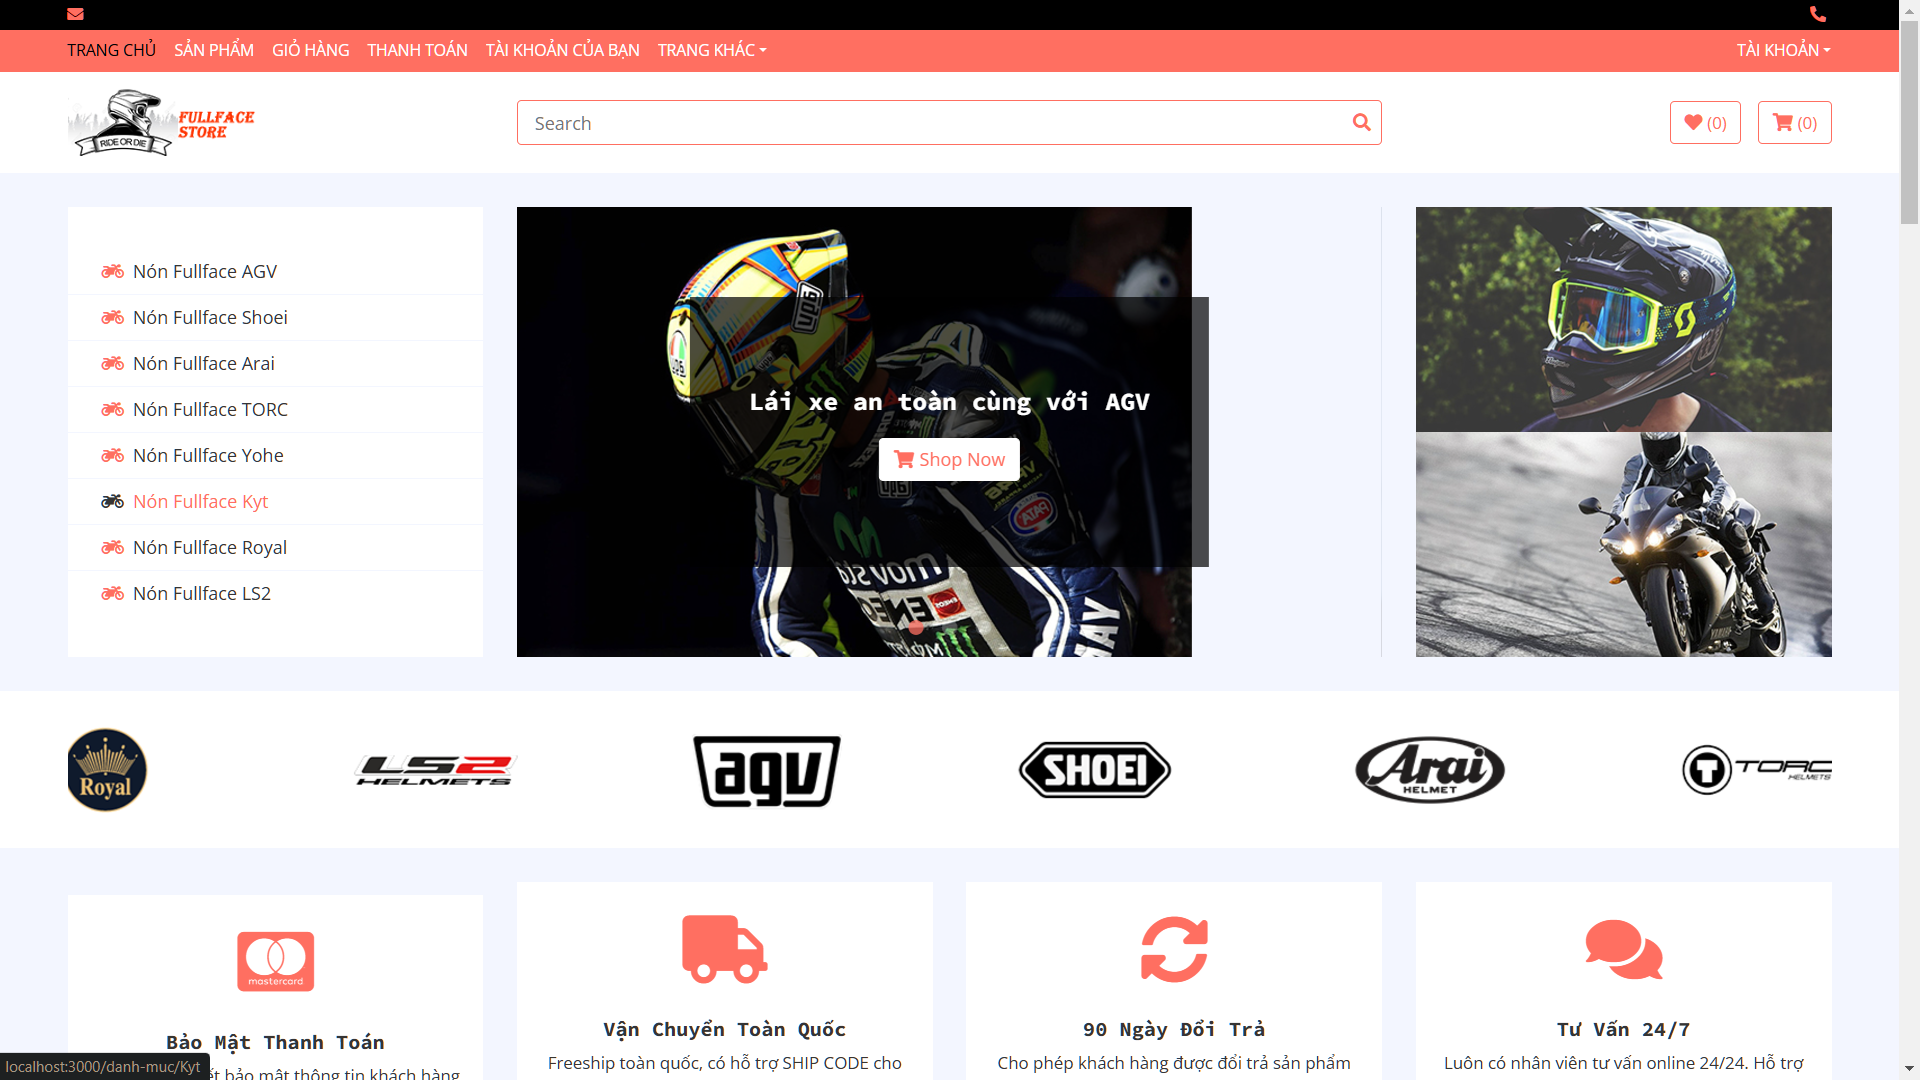 TRANG CHỦ SẢN PHẨM GIỎ HÀNG THANH TOÁN TÀI KHOẢN CỦA BẠN TRANG KHÁC TÀI KHOẢN
RIDE OR DIE
FULLFACE
STORE
Search
(0)
(0)
Nón Fullface AGV
Nón Fullface Shoei
Nón Fullface Arai
Nón Fullface TORC
Nón Fullface Yohe
Nón Fullface Kyt
Nón Fullface Royal
Nón Fullface LS2
Lái xe an toàn cùng với AGV
Shop Now
Royal
LS2
HELMETS
agv
SHOEI
Arai
HELMET
T TORC
HELMETS
mastercard
Bảo Mật Thanh Toán
Vận Chuyển Toàn Quốc
Freeship toàn quốc, có hỗ trợ SHIP CODE cho
90 Ngày Đổi Trả
Cho phép khách hàng được đổi trả sản phẩm
Tư Vấn 24/7
Luôn có nhân viên tư vấn online 24/24. Hỗ trợ
bảo mật thông tin khách hàng
localhost:3000/danh-muc/Kyt